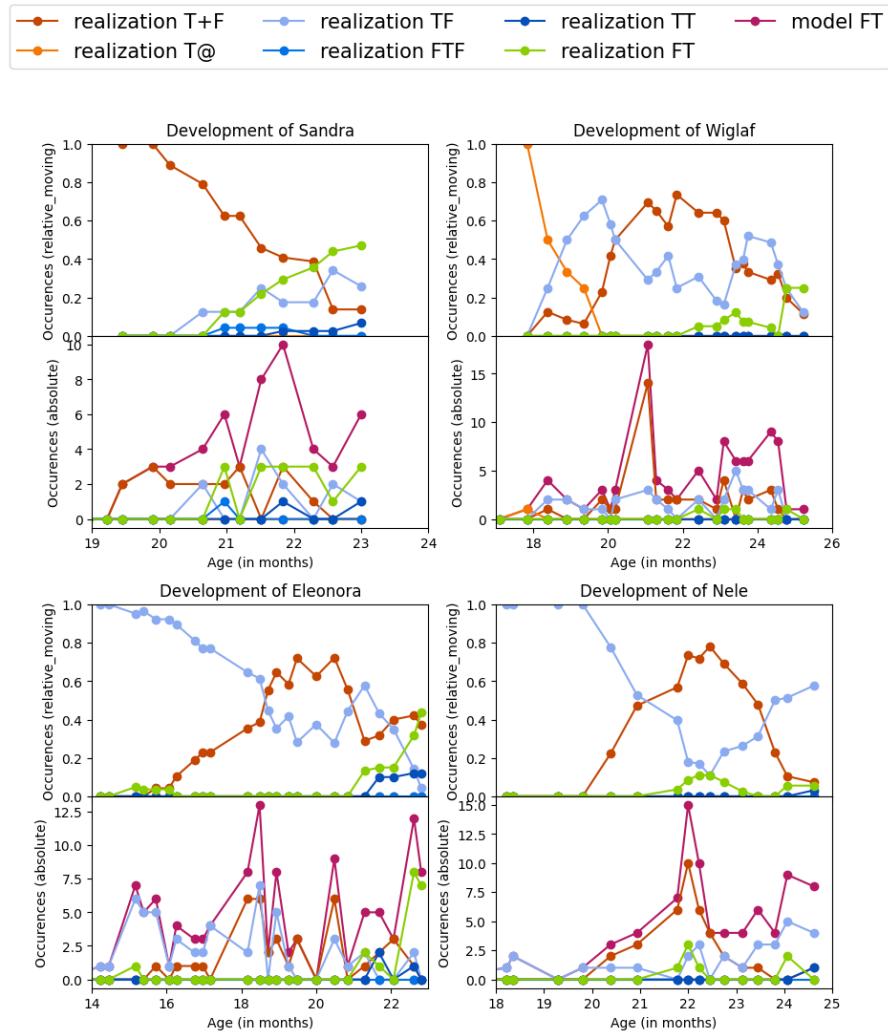 realization T+F realization TF realization TT model FT
realization T@ realization FTF realization FT
Development of Sandra
Occurences (relative_moving)
1.0
0.8
0.6
0.4
0.2
0.0
Occurences (absolute)
10
8
6
4
2
0
19 20 21 22 23 24
Age (in months)
Development of Wiglaf
Occurences (relative_moving)
1.0
0.8
0.6
0.4
0.2
0.0
Occurences (absolute)
15
10
5
0
18 20 22 24 26
Age (in months)
Development of Eleonora
Occurences (relative_moving)
1.0
0.8
0.6
0.4
0.2
0.0
Occurences (absolute)
12.5
10.0
7.5
5.0
2.5
0.0
14 16 18 20 22
Age (in months)
Development of Nele
Occurences (relative_moving)
1.0
0.8
0.6
0.4
0.2
0.0
Occurences (absolute)
15.0
12.5
10.0
7.5
5.0
2.5
0.0
18 19 20 21 22 23 24 25
Age (in months)